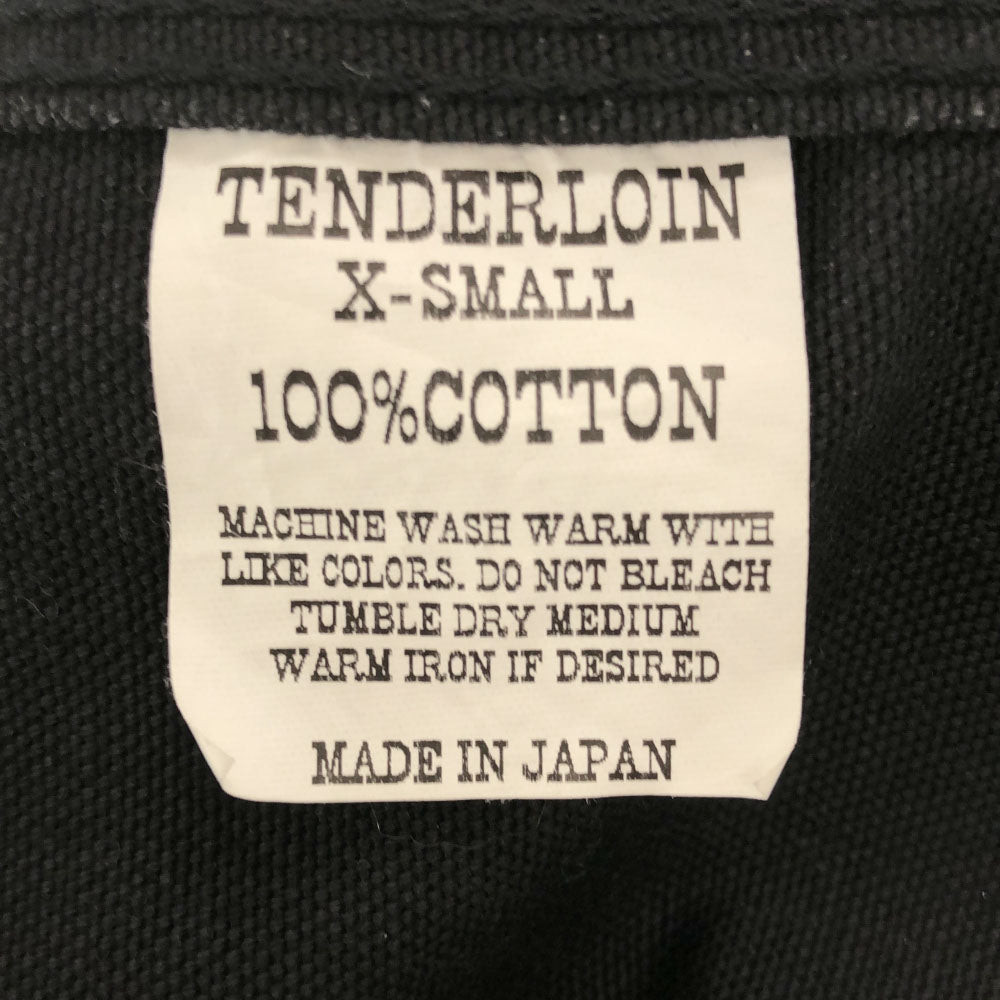 TENDERLOIN
X-SMALL
100%COTTON
MACHINE WASH WARM WITH
LIKE COLORS. DO NOT BLEACH
TUMBLE DRY MEDIUM
WARM IRON IF DESIRED
MADE IN JAPAN